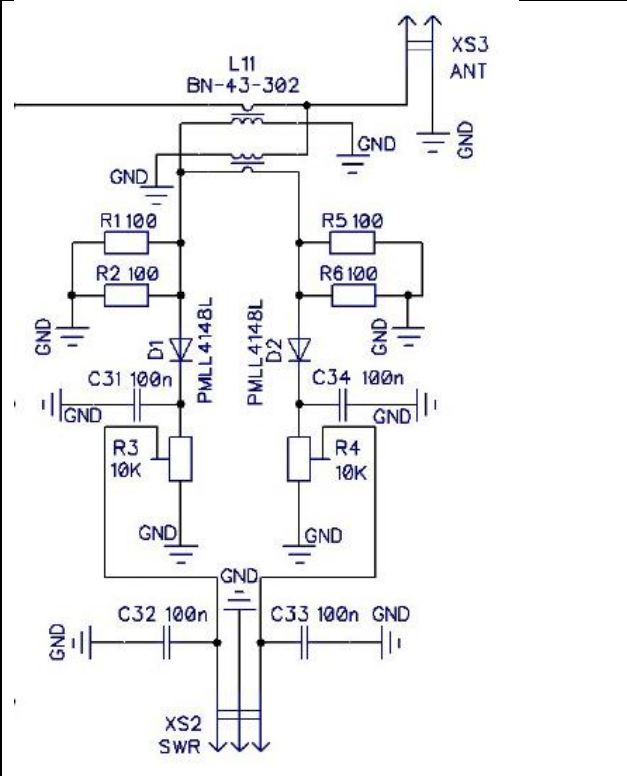 XS3
ANT
L11
BN-43-302
GND
GND
GND
R1 100
R5 100
R2 100
R6 100
GND
GND
D1
PMLL4148L
PMLL4148L
D2
C31 100n
C34 100n
GND
GND
R3
10K
R4
10K
GND
GND
GND
C32 100n
C33 100n
GND
GND
XS2
SWR